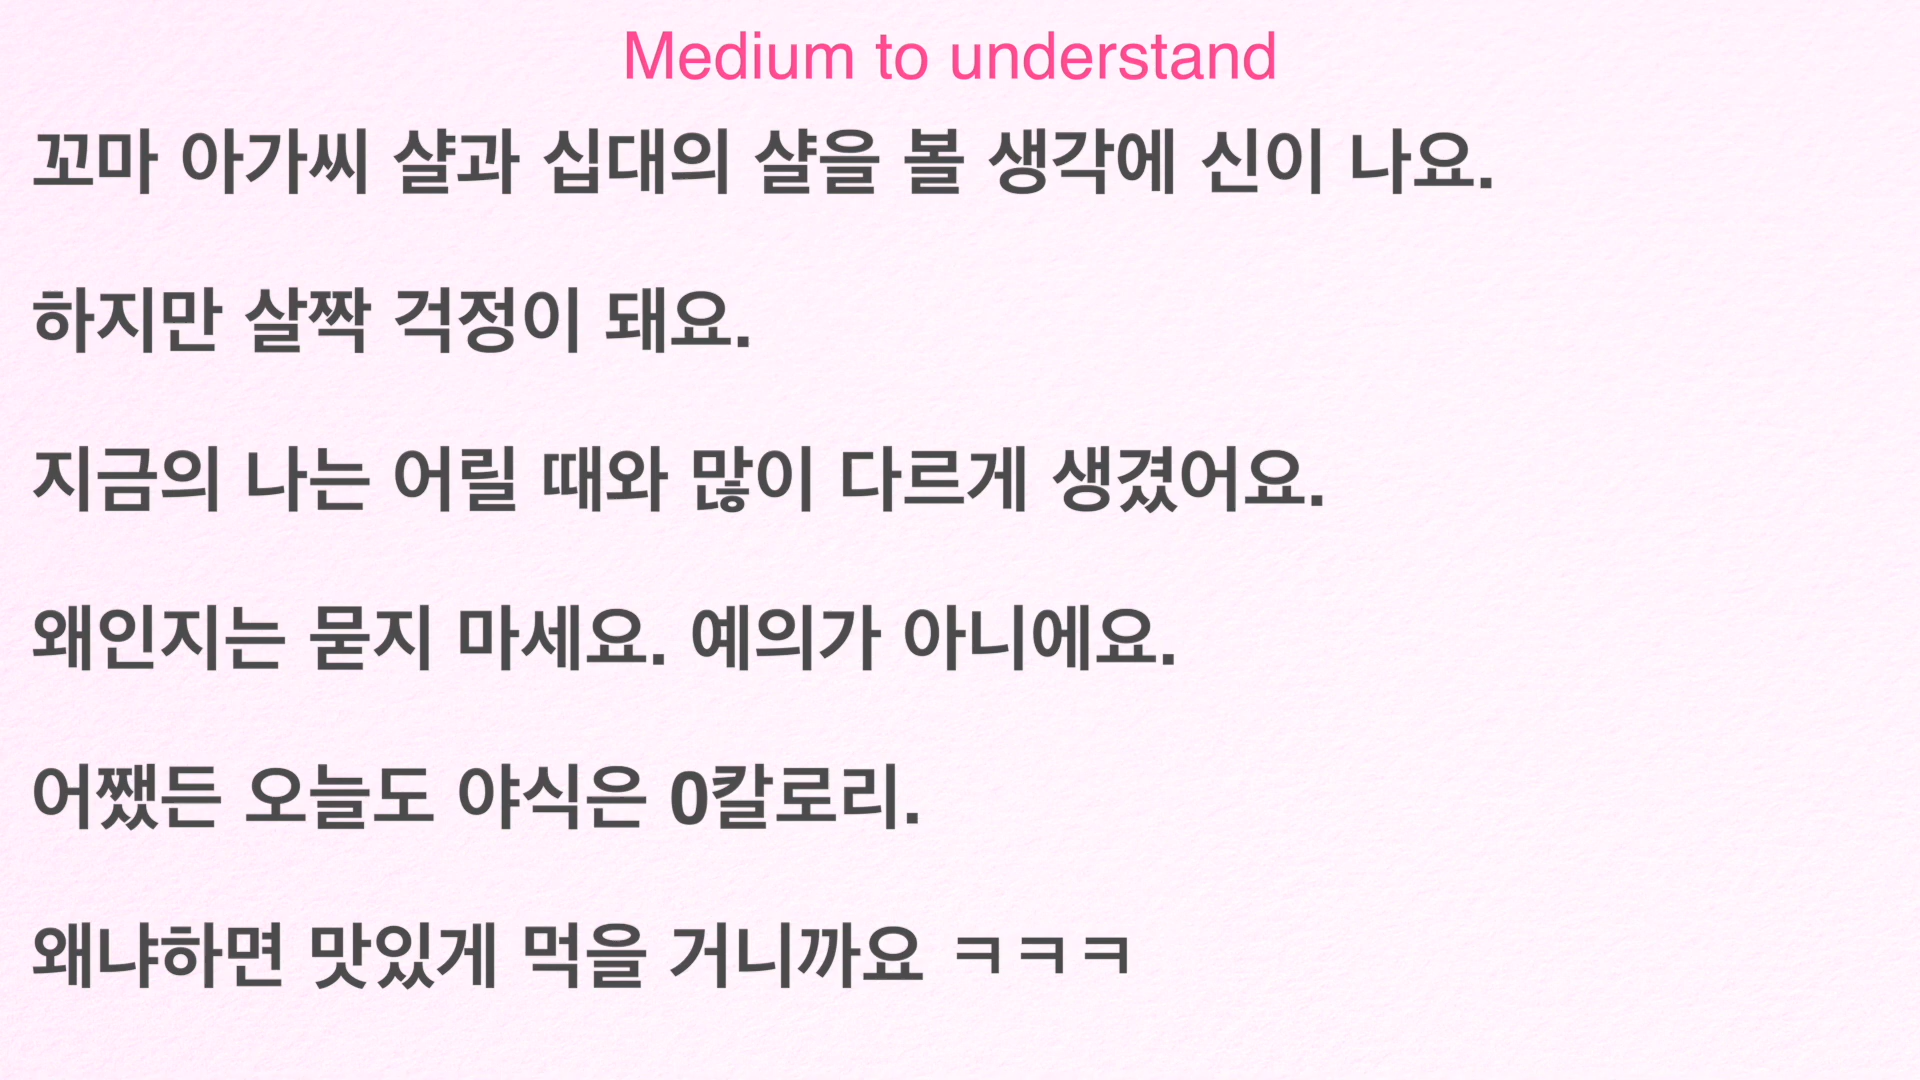 Medium to understand
꼬마 아가씨 샬과 십대의 샬을 볼 생각에 신이 나요.
하지만 살짝 걱정이 돼요.
지금의 나는 어릴 때와 많이 다르게 생겼어요.
왜인지는 묻지 마세요. 예의가 아니에요.
어쨌든 오늘도 야식은 0칼로리.
왜냐하면 맛있게 먹을 거니까요 ㅋㅋㅋ